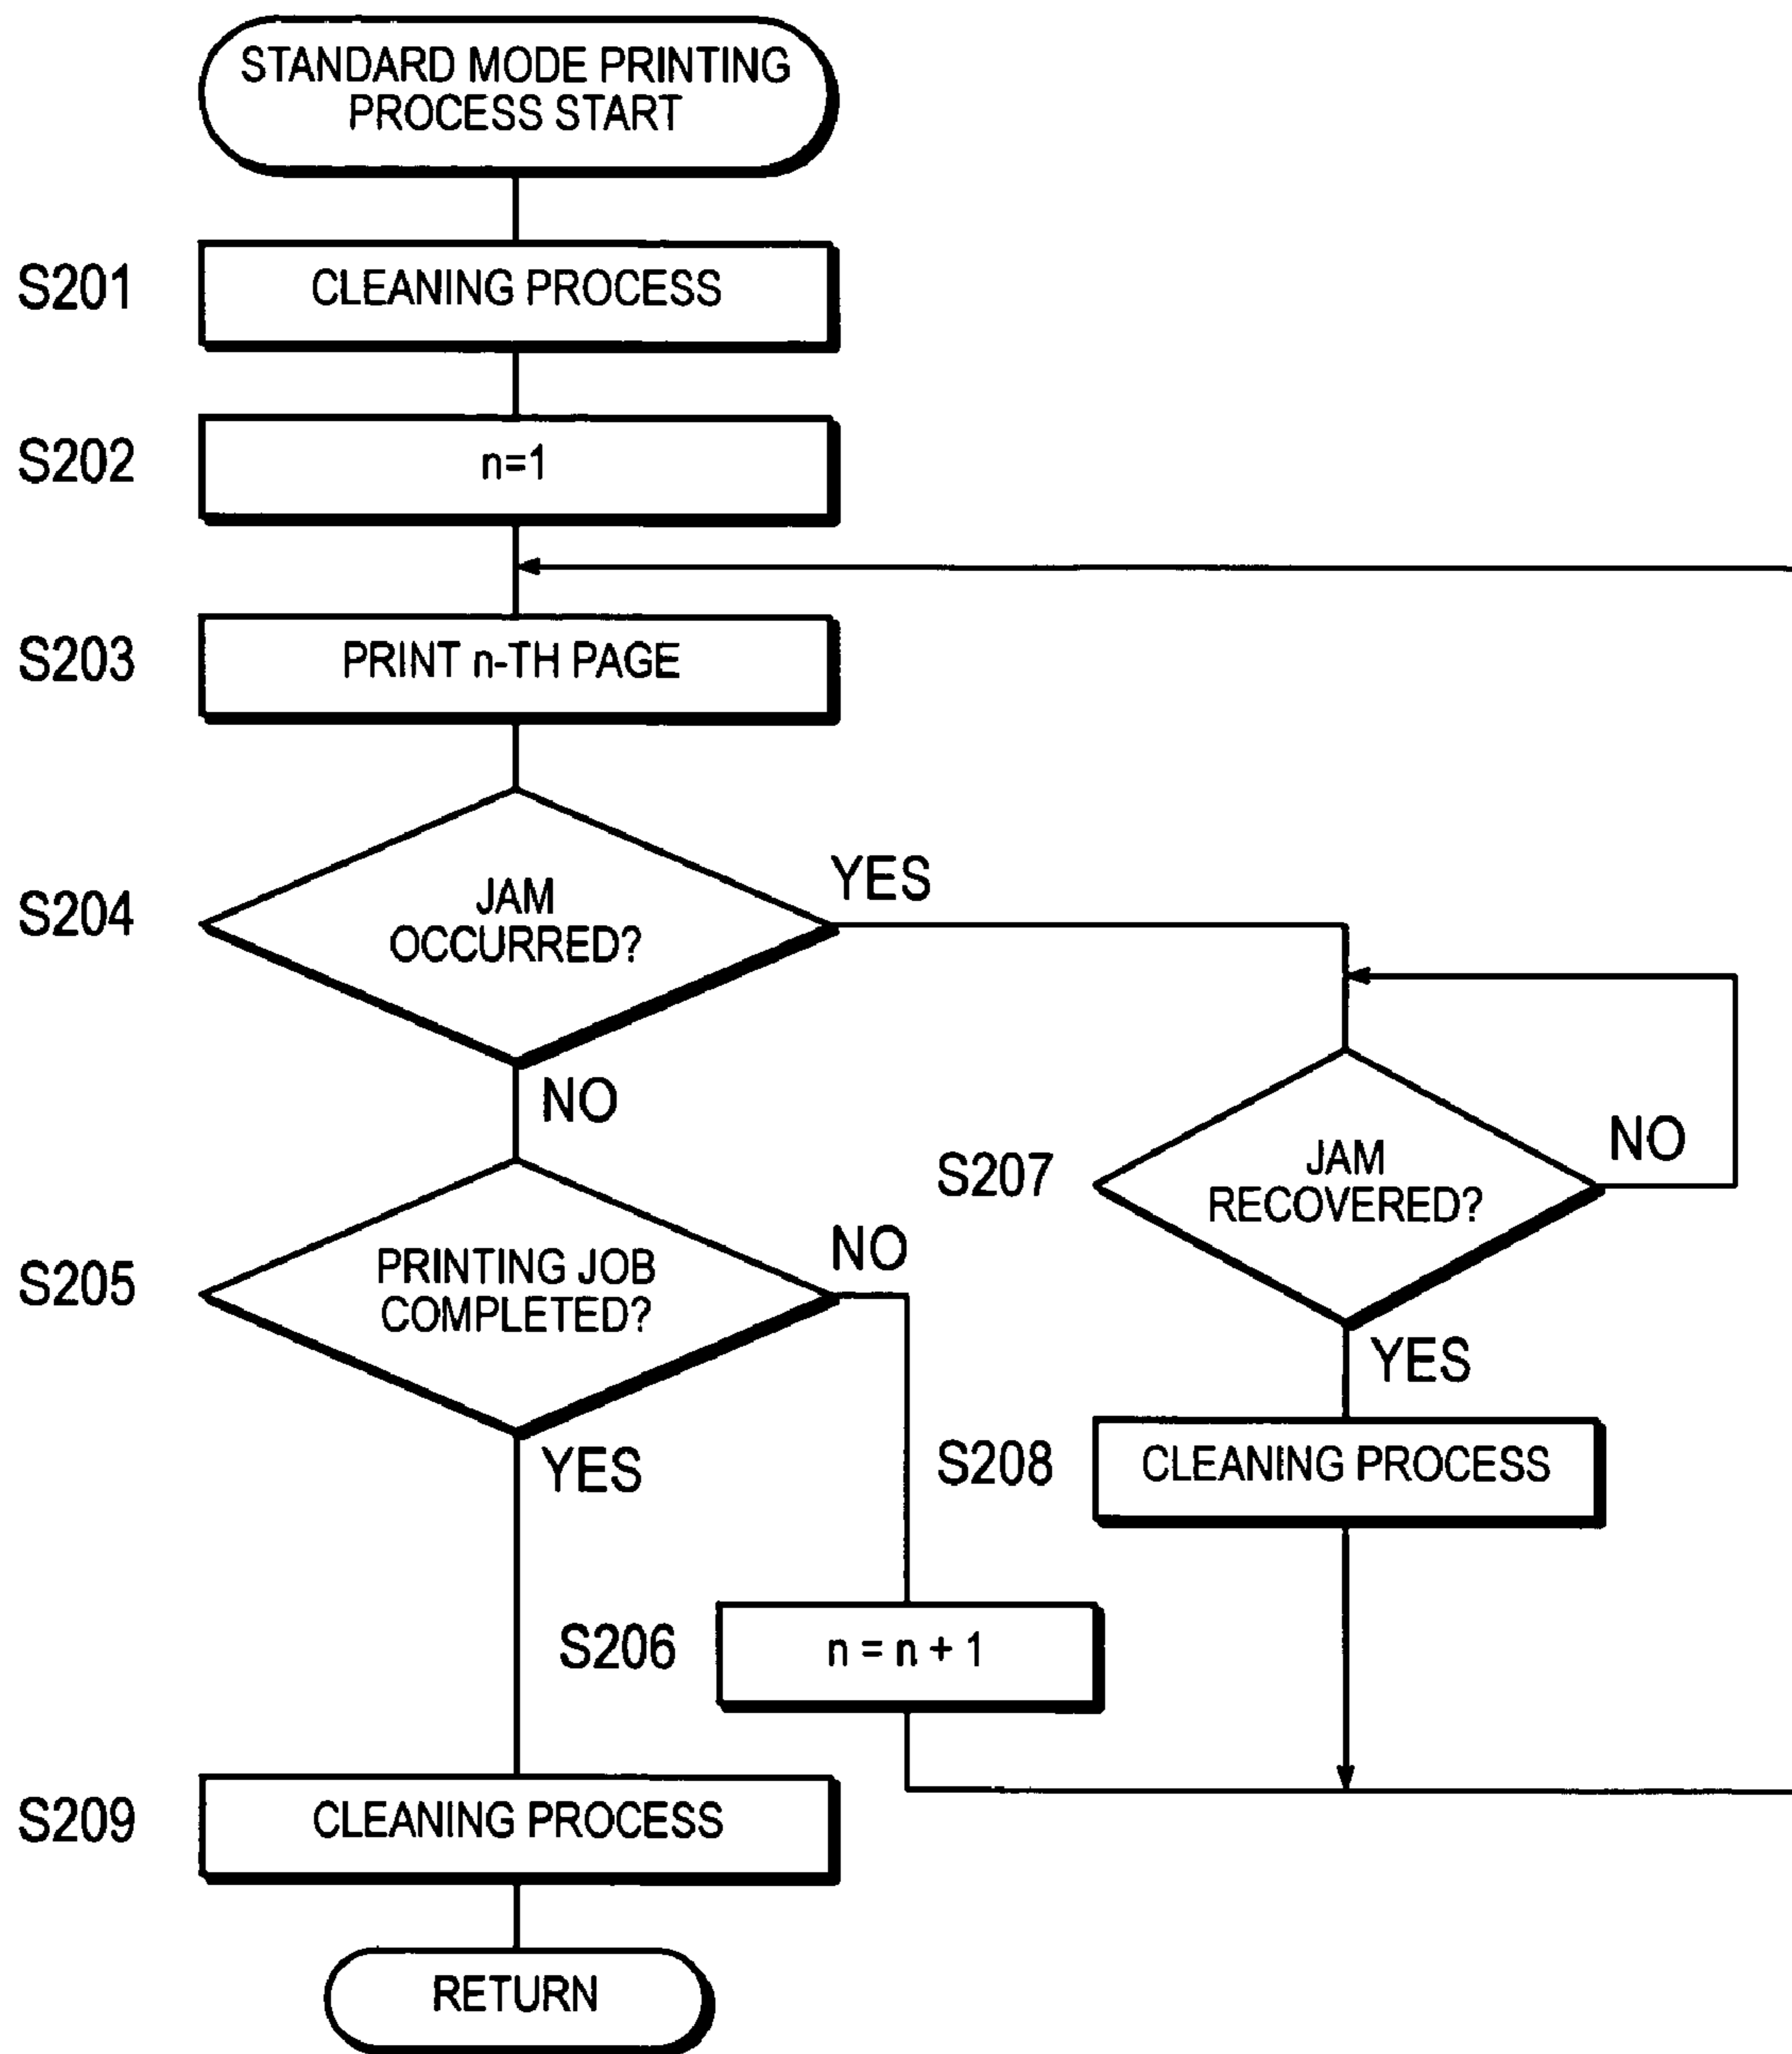 STANDARD MODE PRINTING
PROCESS START
S201
CLEANING PROCESS
S202
n=1
S203
PRINT n-TH PAGE
S204
JAM
OCCURRED?
YES
NO
S205
PRINTING JOB
COMPLETED?
NO
YES
S207
JAM
RECOVERED?
NO
YES
S208
CLEANING PROCESS
S206
n = n + 1
S209
CLEANING PROCESS
RETURN